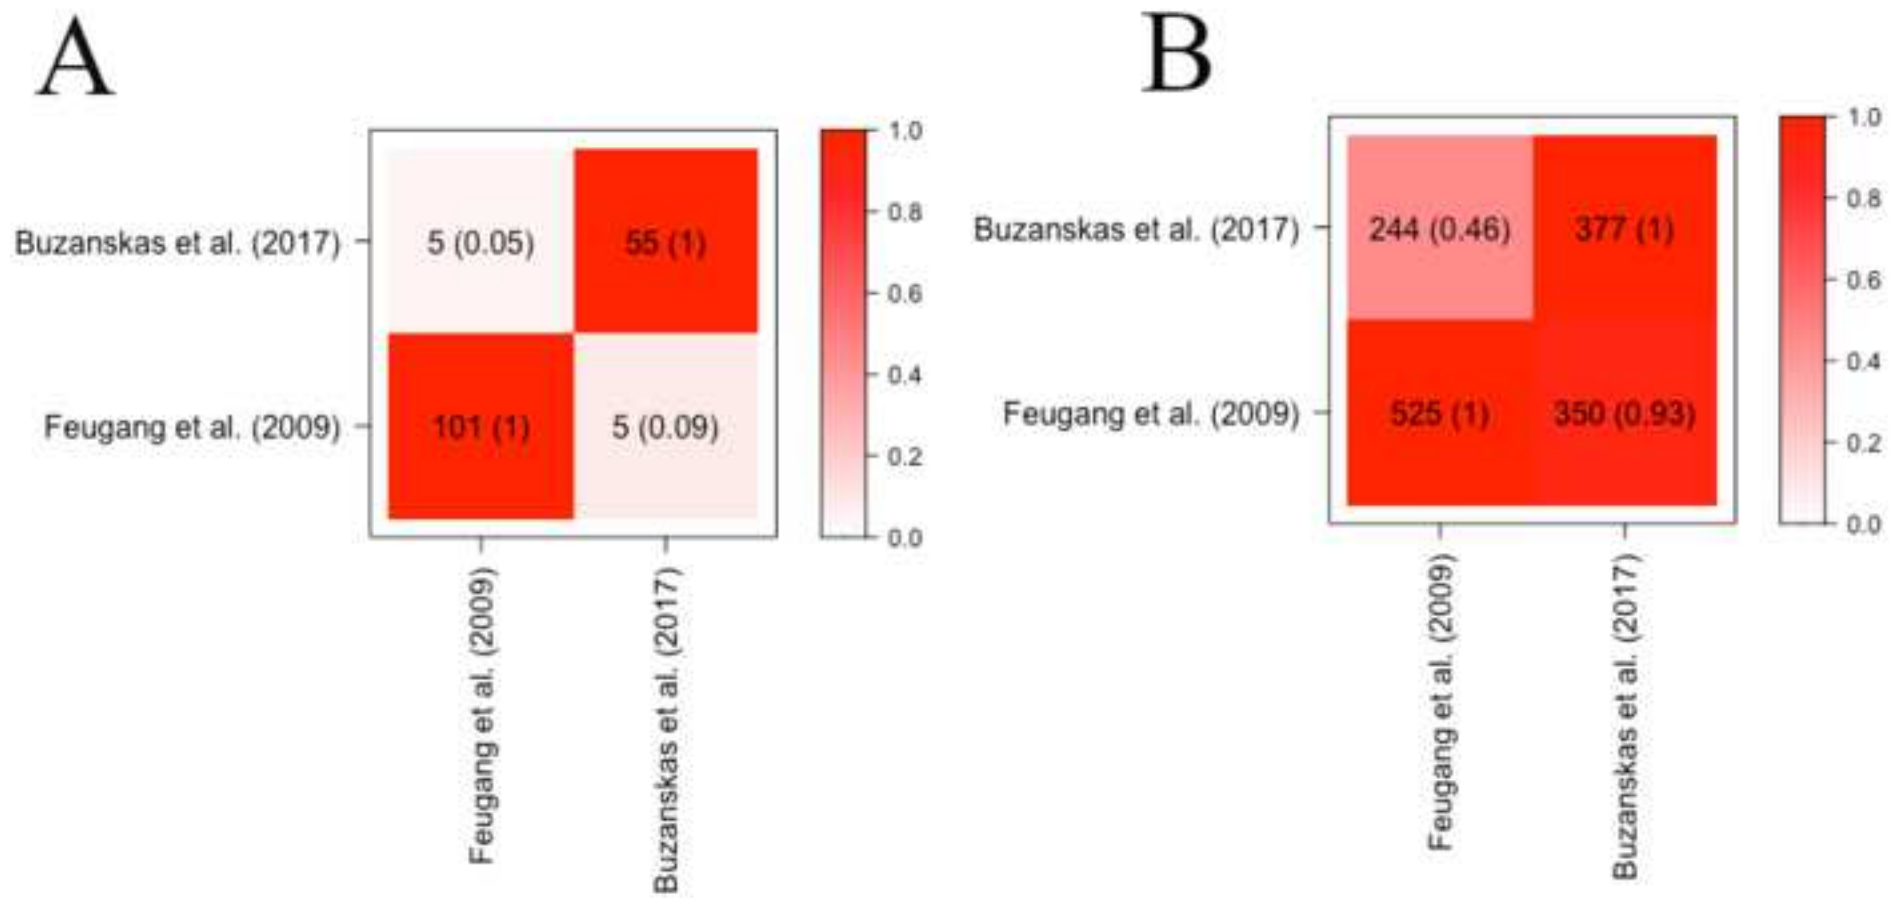 A
B
1.0
0.8
0.6
0.4
0.2
0.0
Buzanskas et al. (2017)
5 (0.05)
55 (1)
Feugang et al. (2009)
101 (1)
5 (0.09)
Feugang et al. (2009)
Buzanskas et al. (2017)
1.0
0.8
0.6
0.4
0.2
0.0
Buzanskas et al. (2017)
244 (0.46)
377 (1)
Feugang et al. (2009)
525 (1)
350 (0.93)
Feugang et al. (2009)
Buzanskas et al. (2017)